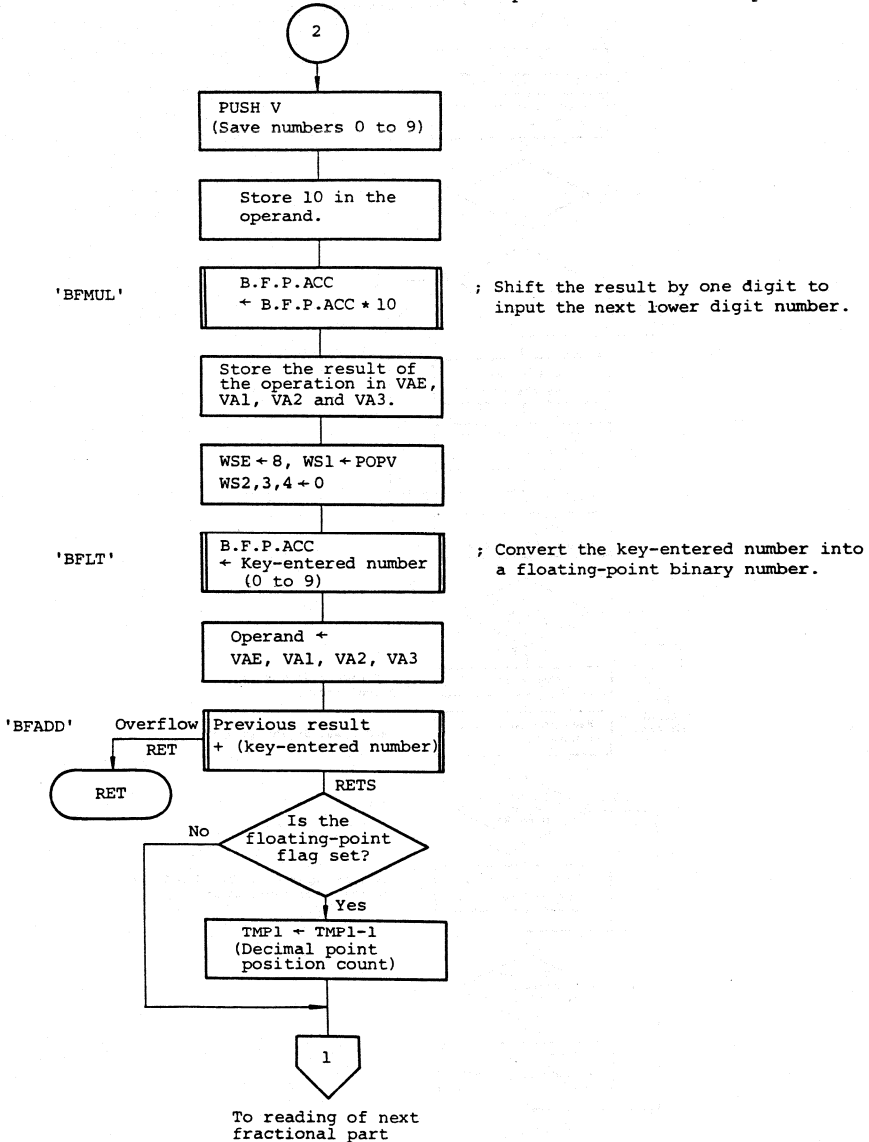 2
PUSH V
(Save numbers 0 to 9)
Store 10 in the
operand.
'BFMUL'
B.F.P.ACC
← B.F.P.ACC * 10
; Shift the result by one digit to
input the next lower digit number.
Store the result of
the operation in VAE,
VA1, VA2 and VA3.
WSE ← 8, WS1 ← POPV
WS2,3,4 ← 0
'BFLT'
B.F.P.ACC
← Key-entered number
(0 to 9)
; Convert the key-entered number into
a floating-point binary number.
Operand ←
VAE, VA1, VA2, VA3
'BFADD'
Overflow
RET
Previous result
+ (key-entered number)
RET
RETS
Is the
floating-point
flag set?
No
Yes
TMP1 ← TMP1-1
(Decimal point
position count)
1
To reading of next
fractional part